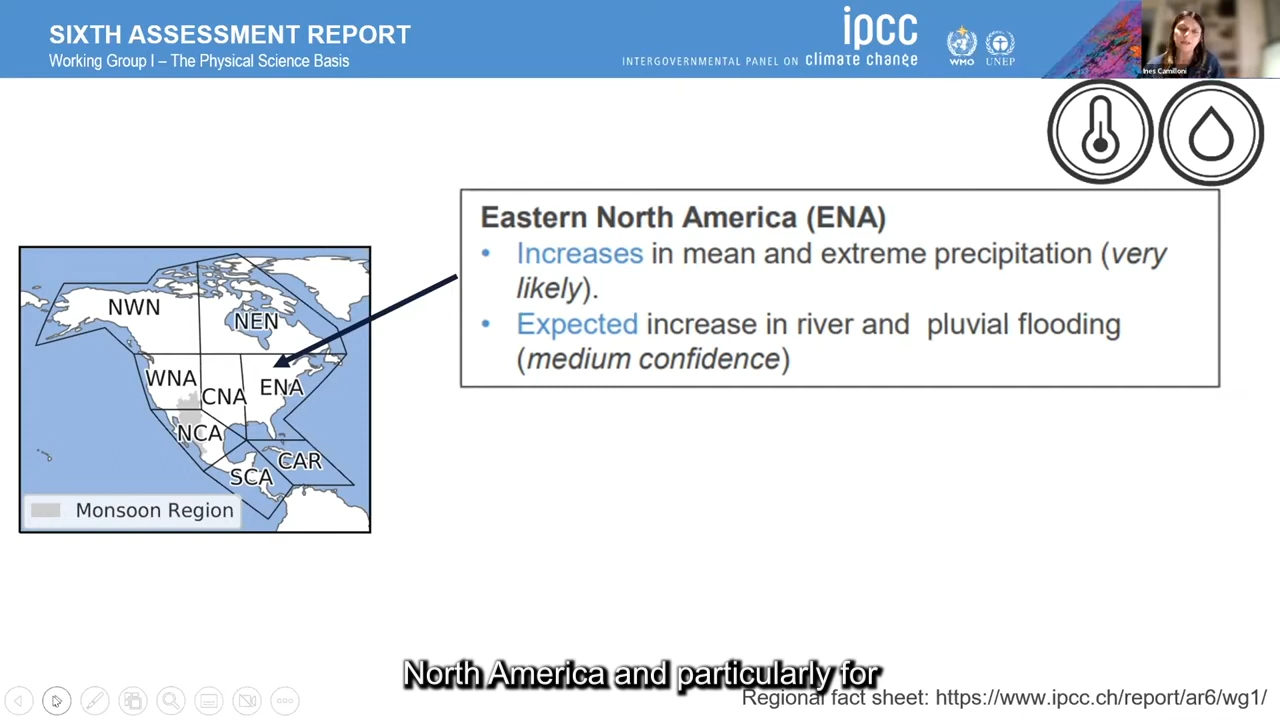 SIXTH ASSESSMENT REPORT
Working Group I – The Physical Science Basis
INTERGOVERNMENTAL PANEL ON climate change
ipcc
WMO
UNEP
Ines Camilloni
Eastern North America (ENA)
• Increases in mean and extreme precipitation (very
likely).
• Expected increase in river and pluvial flooding
(medium confidence)
NWN
NEN
WNA
CNA
ENA
NCA
CAR
SCA
Monsoon Region
North America and particularly for
Regional fact sheet: https://www.ipcc.ch/report/ar6/wg1/